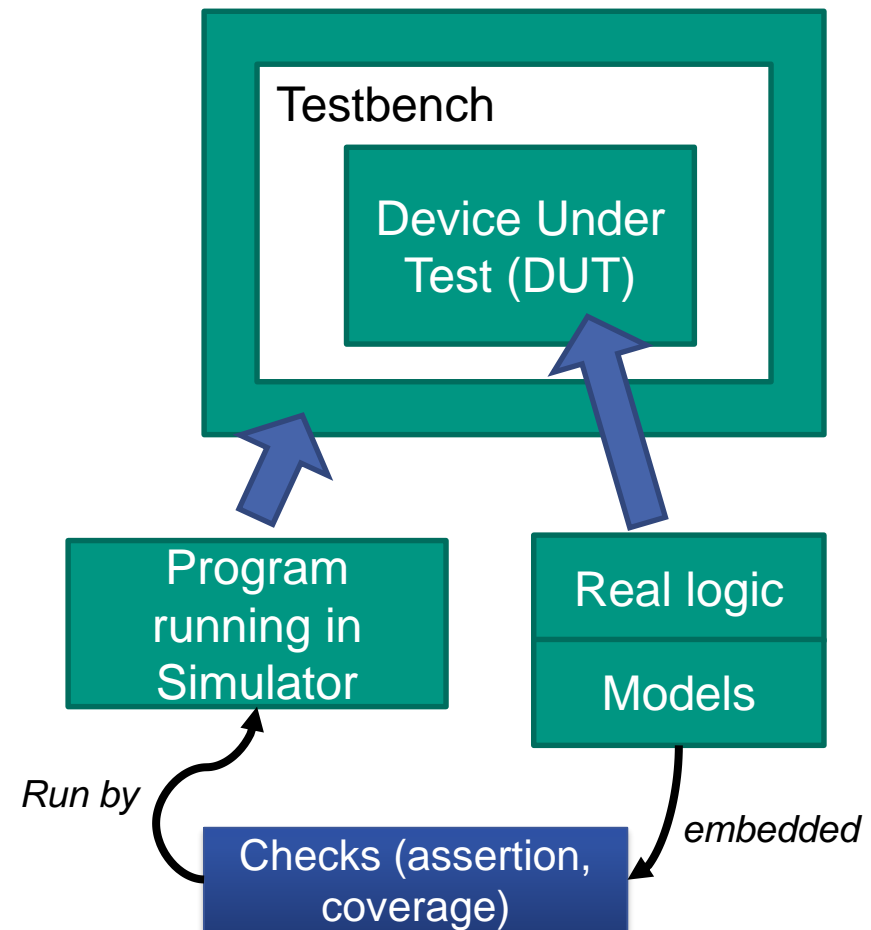 Testbench
Device Under
Test (DUT)
Program
running in
Simulator
Real logic
Models
Run by
embedded
Checks (assertion,
coverage)